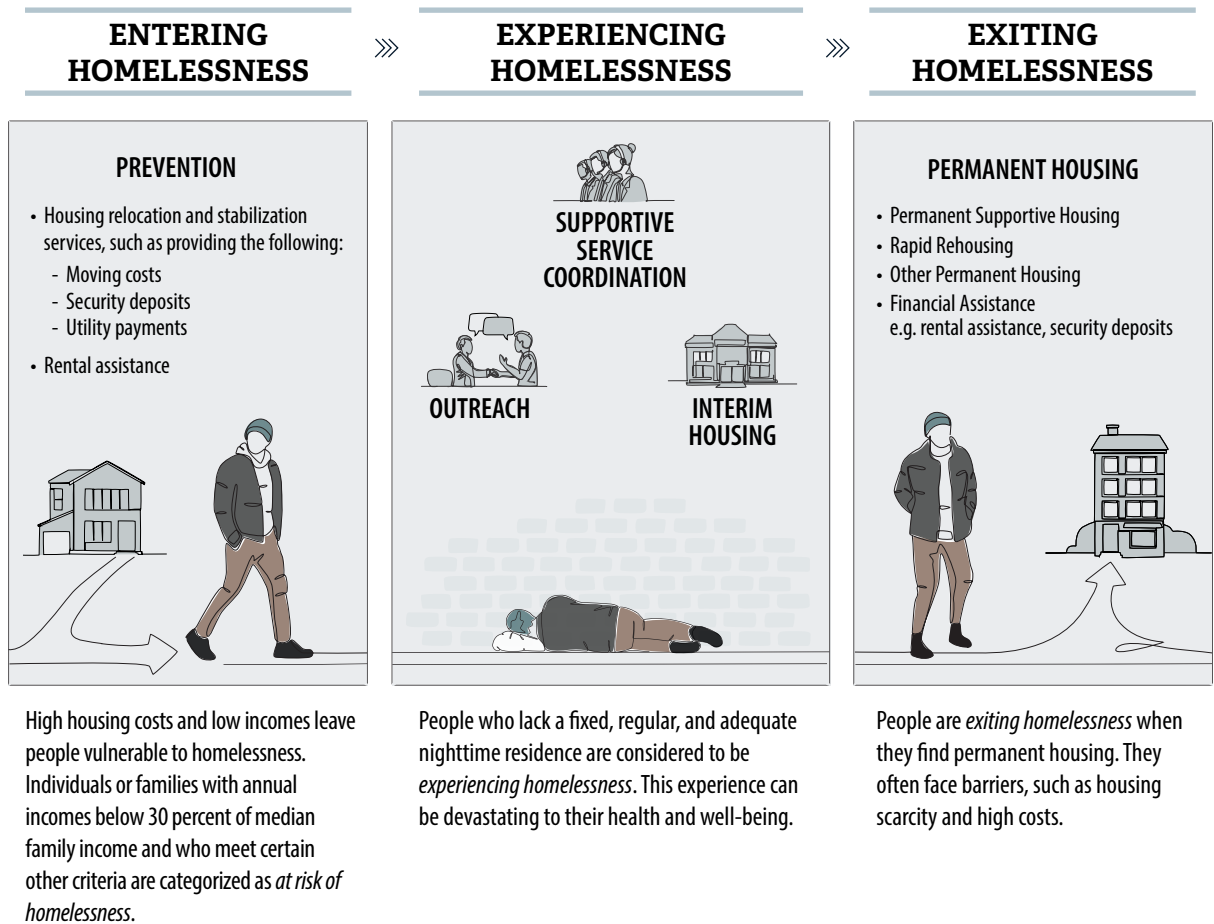 ENTERING
HOMELESSNESS
EXPERIENCING
HOMELESSNESS
EXITING
HOMELESSNESS
PREVENTION
• Housing relocation and stabilization
services, such as providing the following:
- Moving costs
- Security deposits
- Utility payments
• Rental assistance
High housing costs and low incomes leave
people vulnerable to homelessness.
Individuals or families with annual
incomes below 30 percent of median
family income and who meet certain
other criteria are categorized as at risk of
homelessness.
SUPPORTIVE
SERVICE
COORDINATION
OUTREACH
INTERIM
HOUSING
People who lack a fixed, regular, and adequate
nighttime residence are considered to be
experiencing homelessness. This experience can
be devastating to their health and well-being.
PERMANENT HOUSING
• Permanent Supportive Housing
• Rapid Rehousing
• Other Permanent Housing
• Financial Assistance
e.g. rental assistance, security deposits
People are exiting homelessness when
they find permanent housing. They
often face barriers, such as housing
scarcity and high costs.